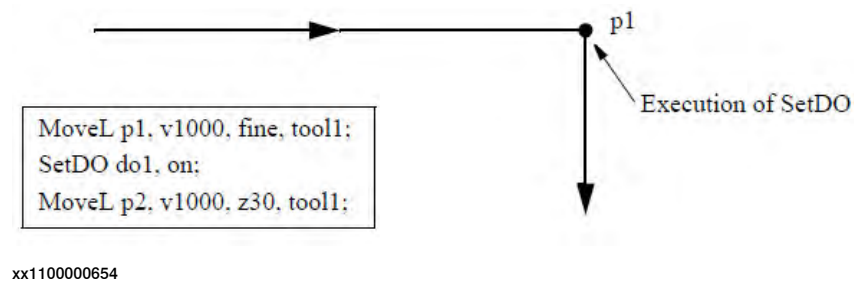 p1
Execution of SetDO
MoveL p1, v1000, fine, tool1;
SetDO do1, on;
MoveL p2, v1000, z30, tool1;
xx1100000654